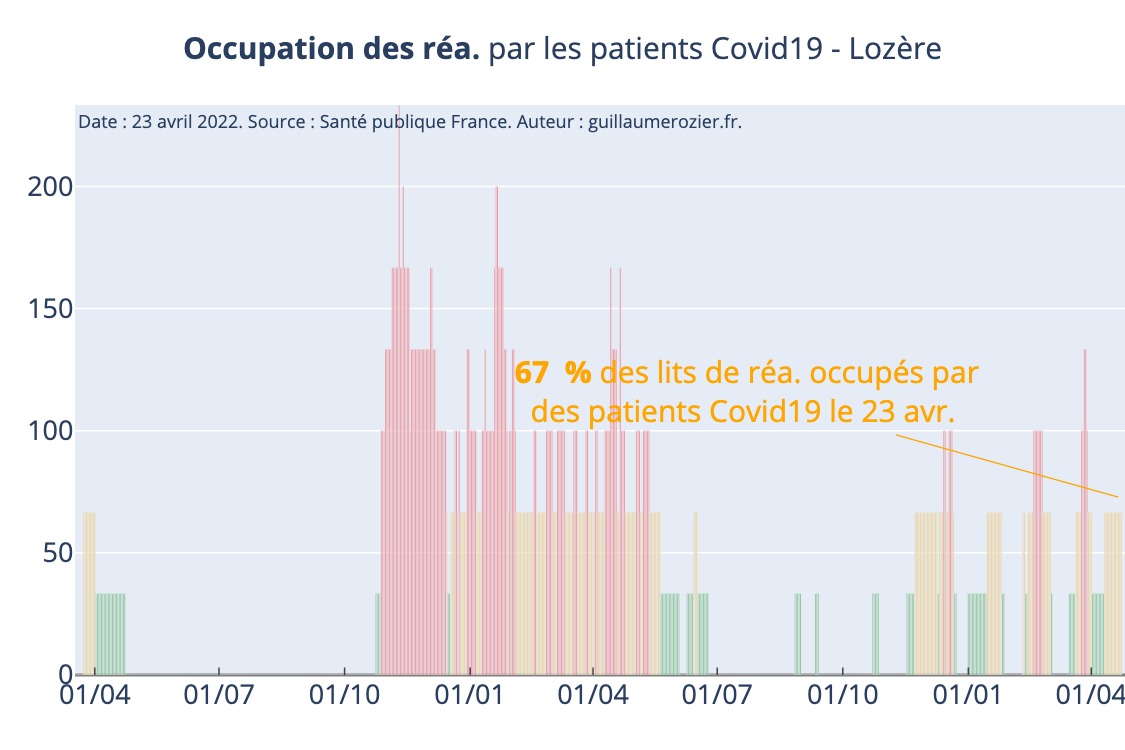 Occupation des réa. par les patients Covid19 - Lozère
Date : 23 avril 2022. Source : Santé publique France. Auteur : guillaumerozier.fr.
200
150
67 % des lits de réa. occupés par
des patients Covid19 le 23 avr.
100
50
0
01/04 01/07 01/10 01/01 01/04 01/07 01/10 01/01 01/04